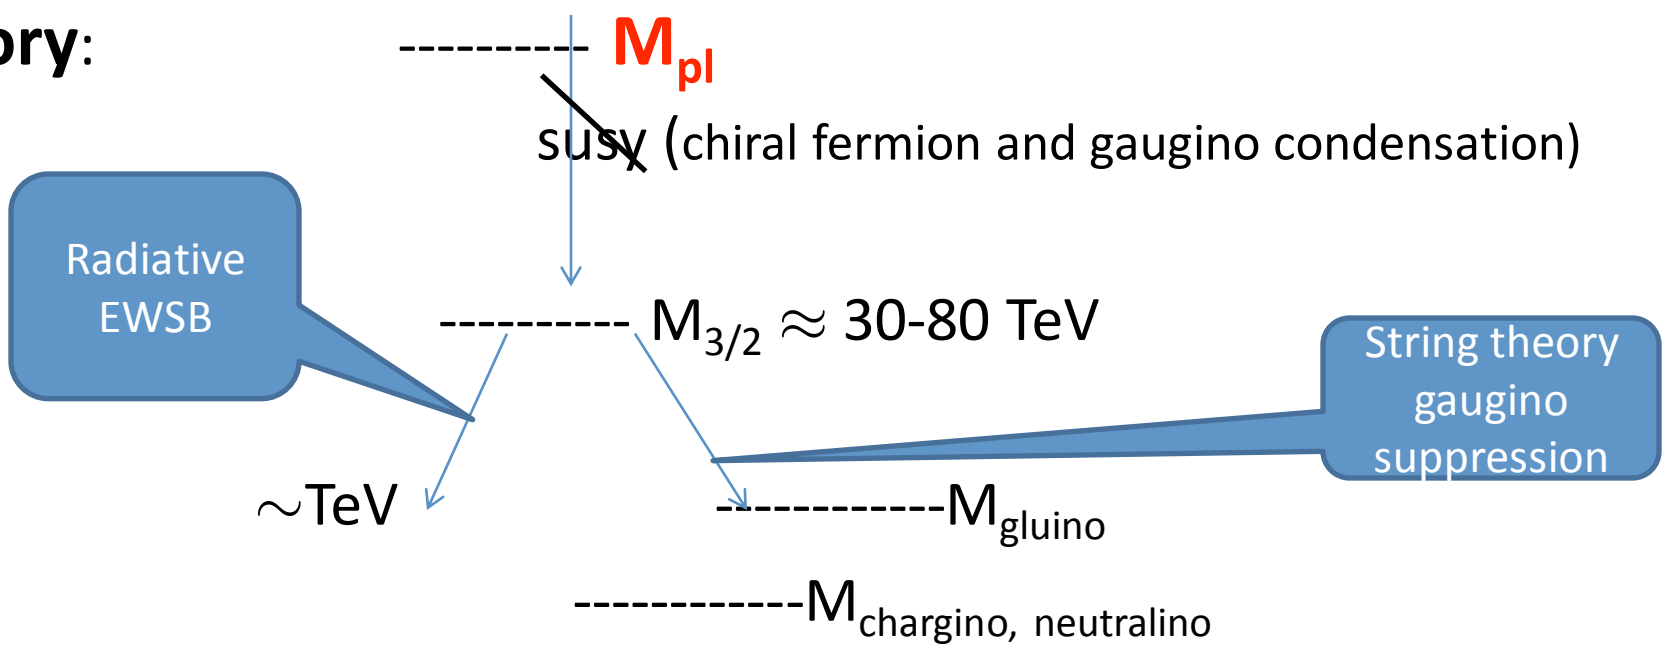 ory:
---------- Mpl
susy (chiral fermion and gaugino condensation)
Radiative
EWSB
---------- M3/2 ≈ 30-80 TeV
String theory
gaugino
suppression
∼TeV
------------Mgluino
------------Mchargino, neutralino